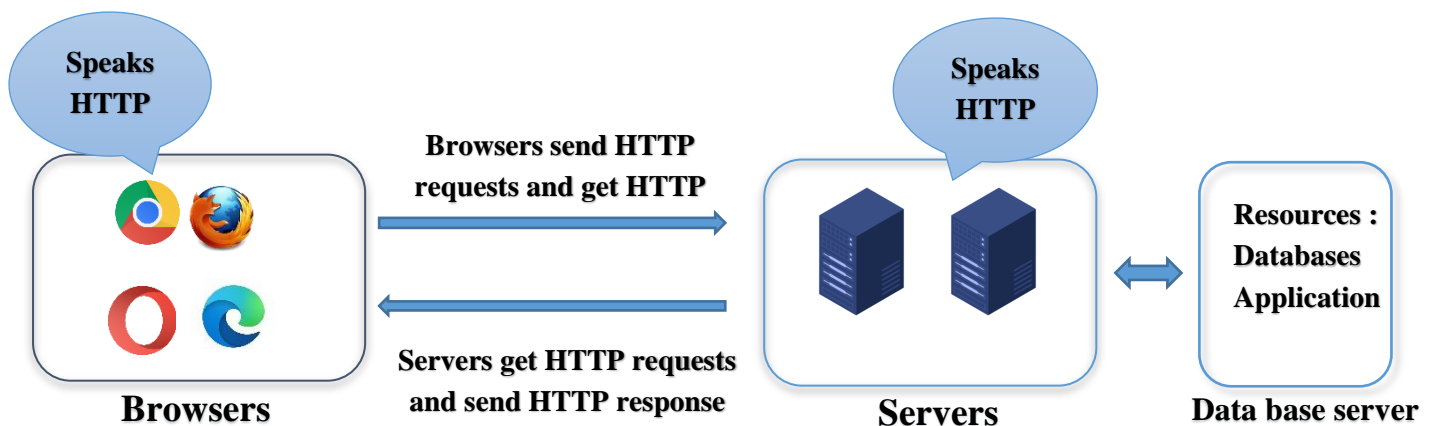 Speaks
HTTP
Speaks
HTTP
Browsers send HTTP
requests and get HTTP
Servers get HTTP requests
and send HTTP response
Resources :
Databases
Application
Browsers
Servers
Data base server